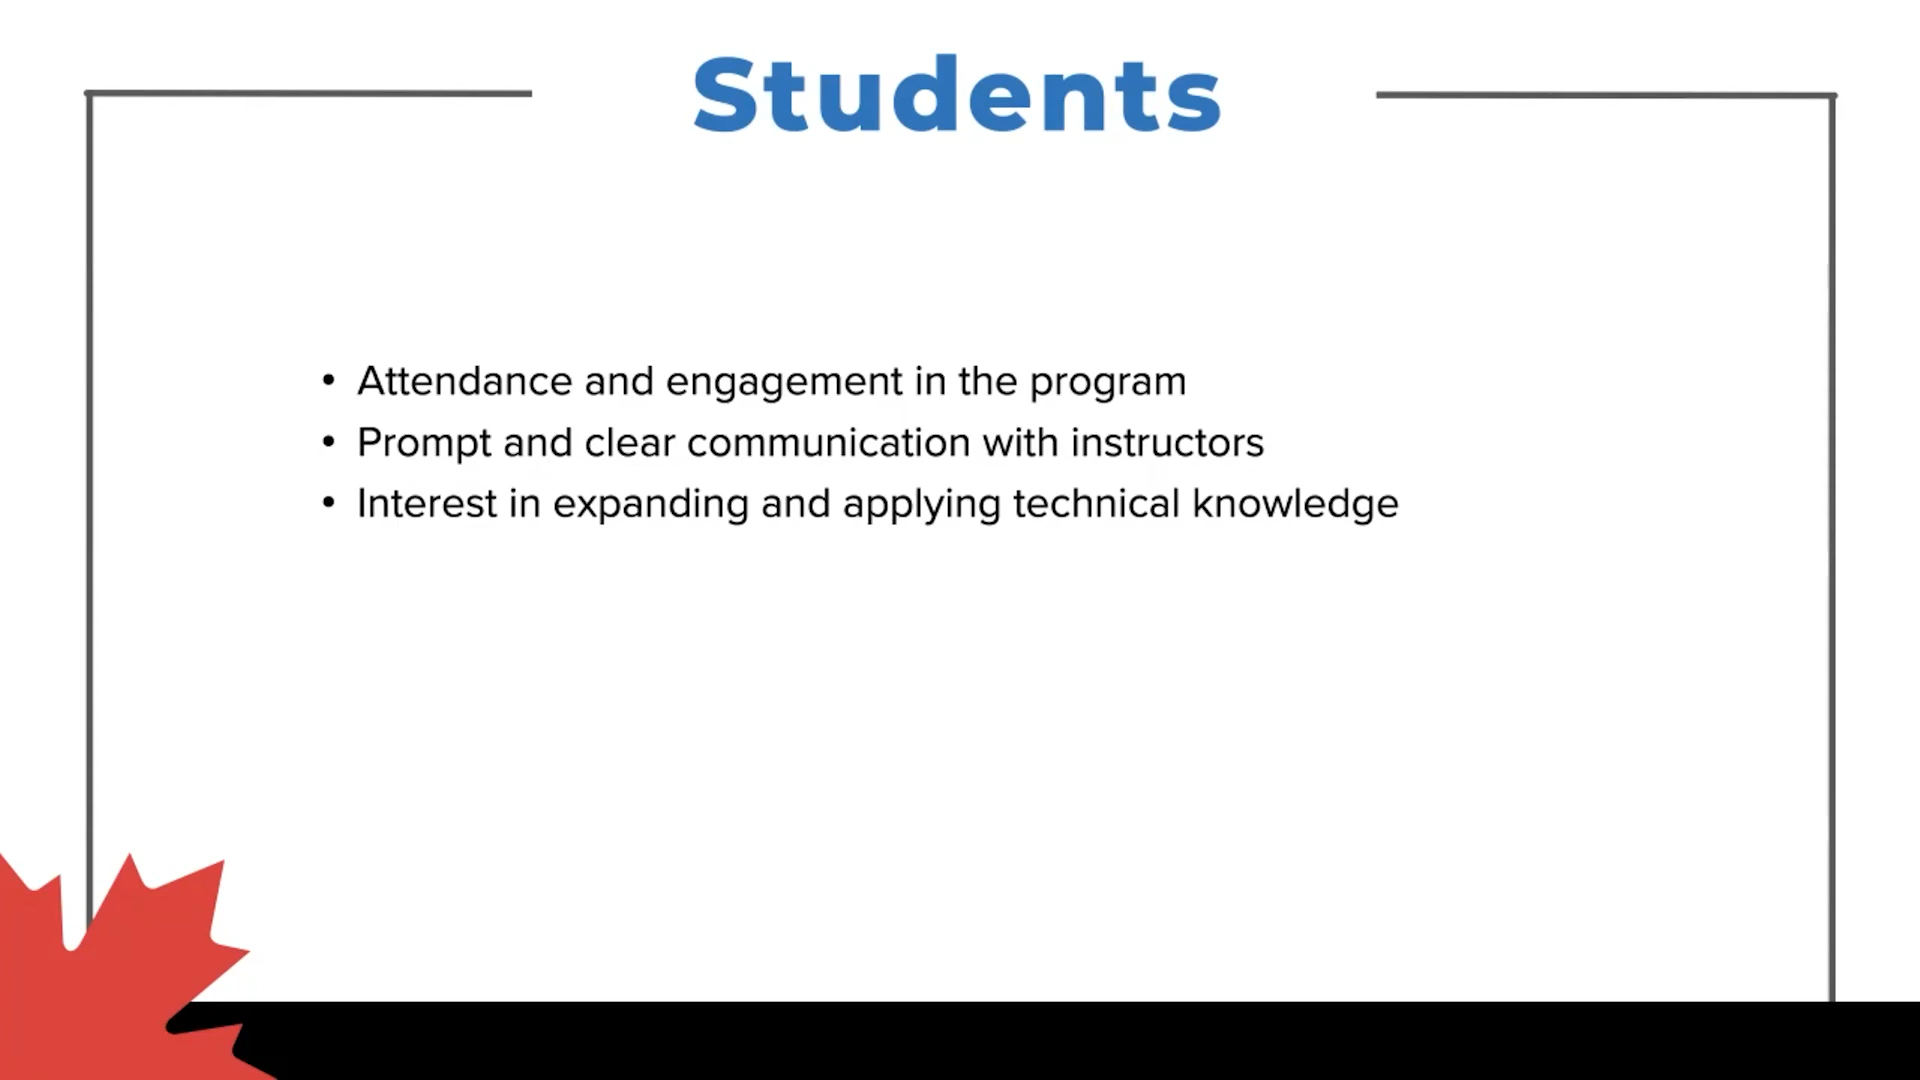 Students
• Attendance and engagement in the program
• Prompt and clear communication with instructors
• Interest in expanding and applying technical knowledge